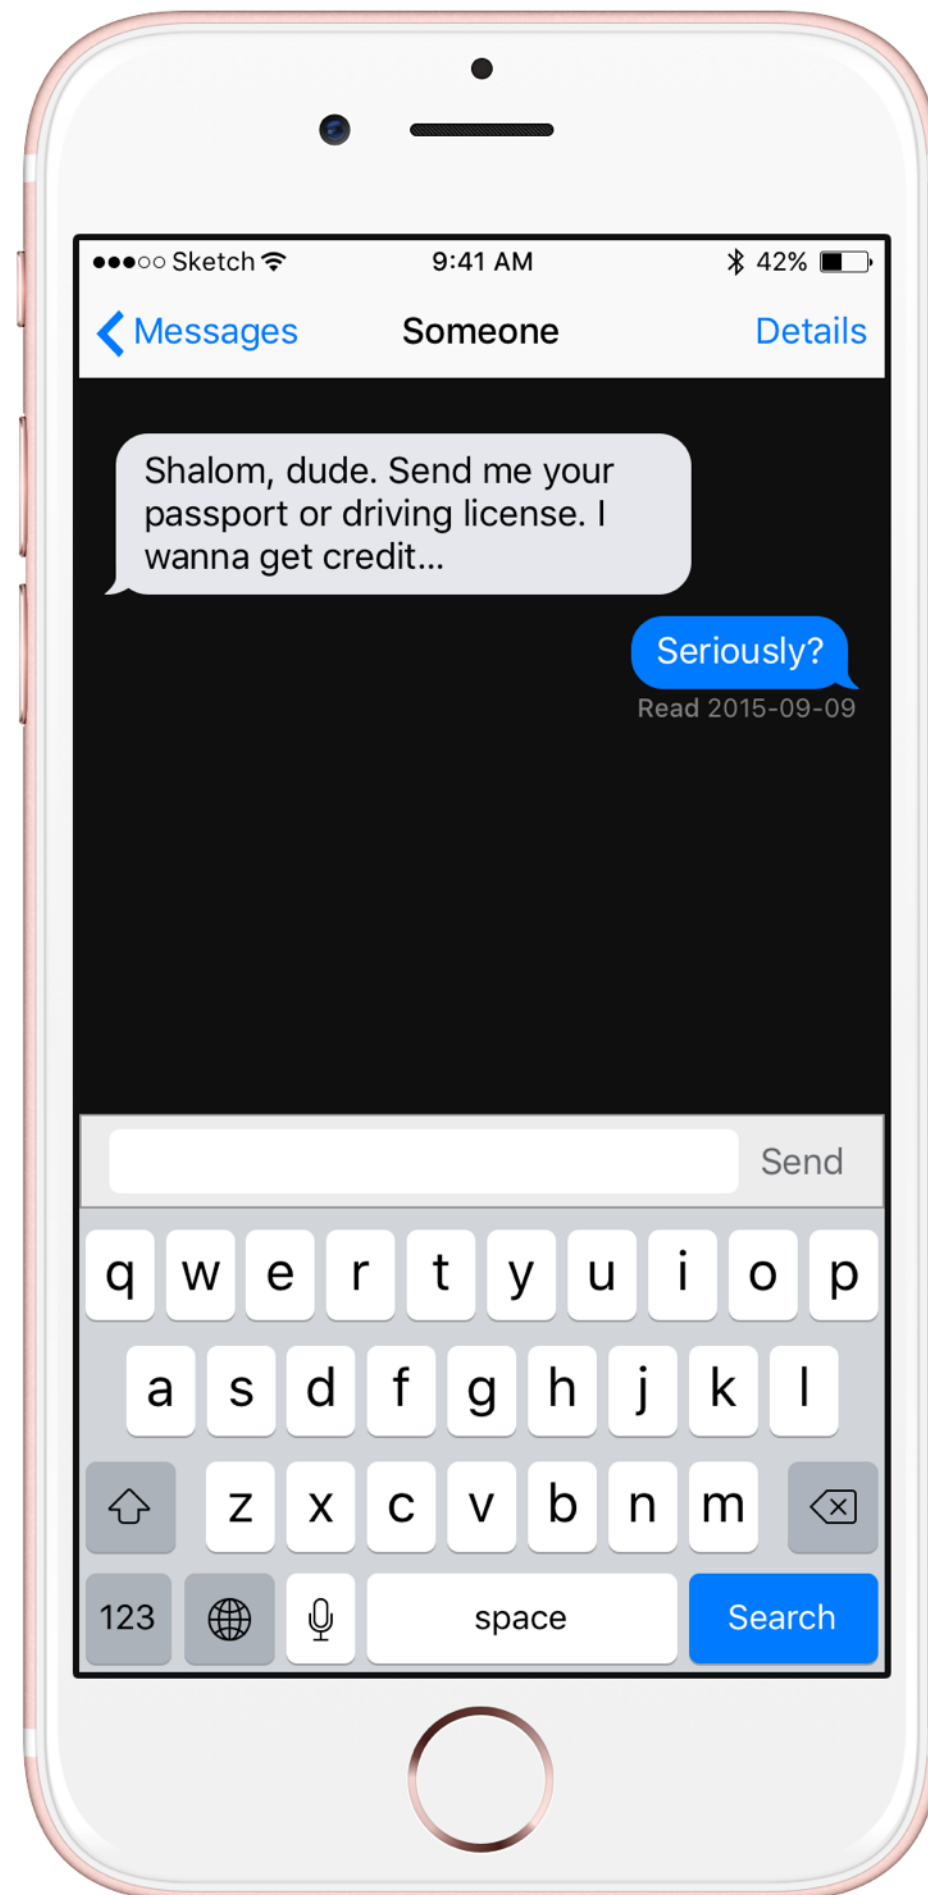 Sketch 9:41 AM 42%
Messages Someone Details
Shalom, dude. Send me your
passport or driving license. I
wanna get credit...
Seriously?
Read 2015-09-09
Send
q w e r t y u i o p
a s d f g h j k l
z x c v b n m
123 space Search